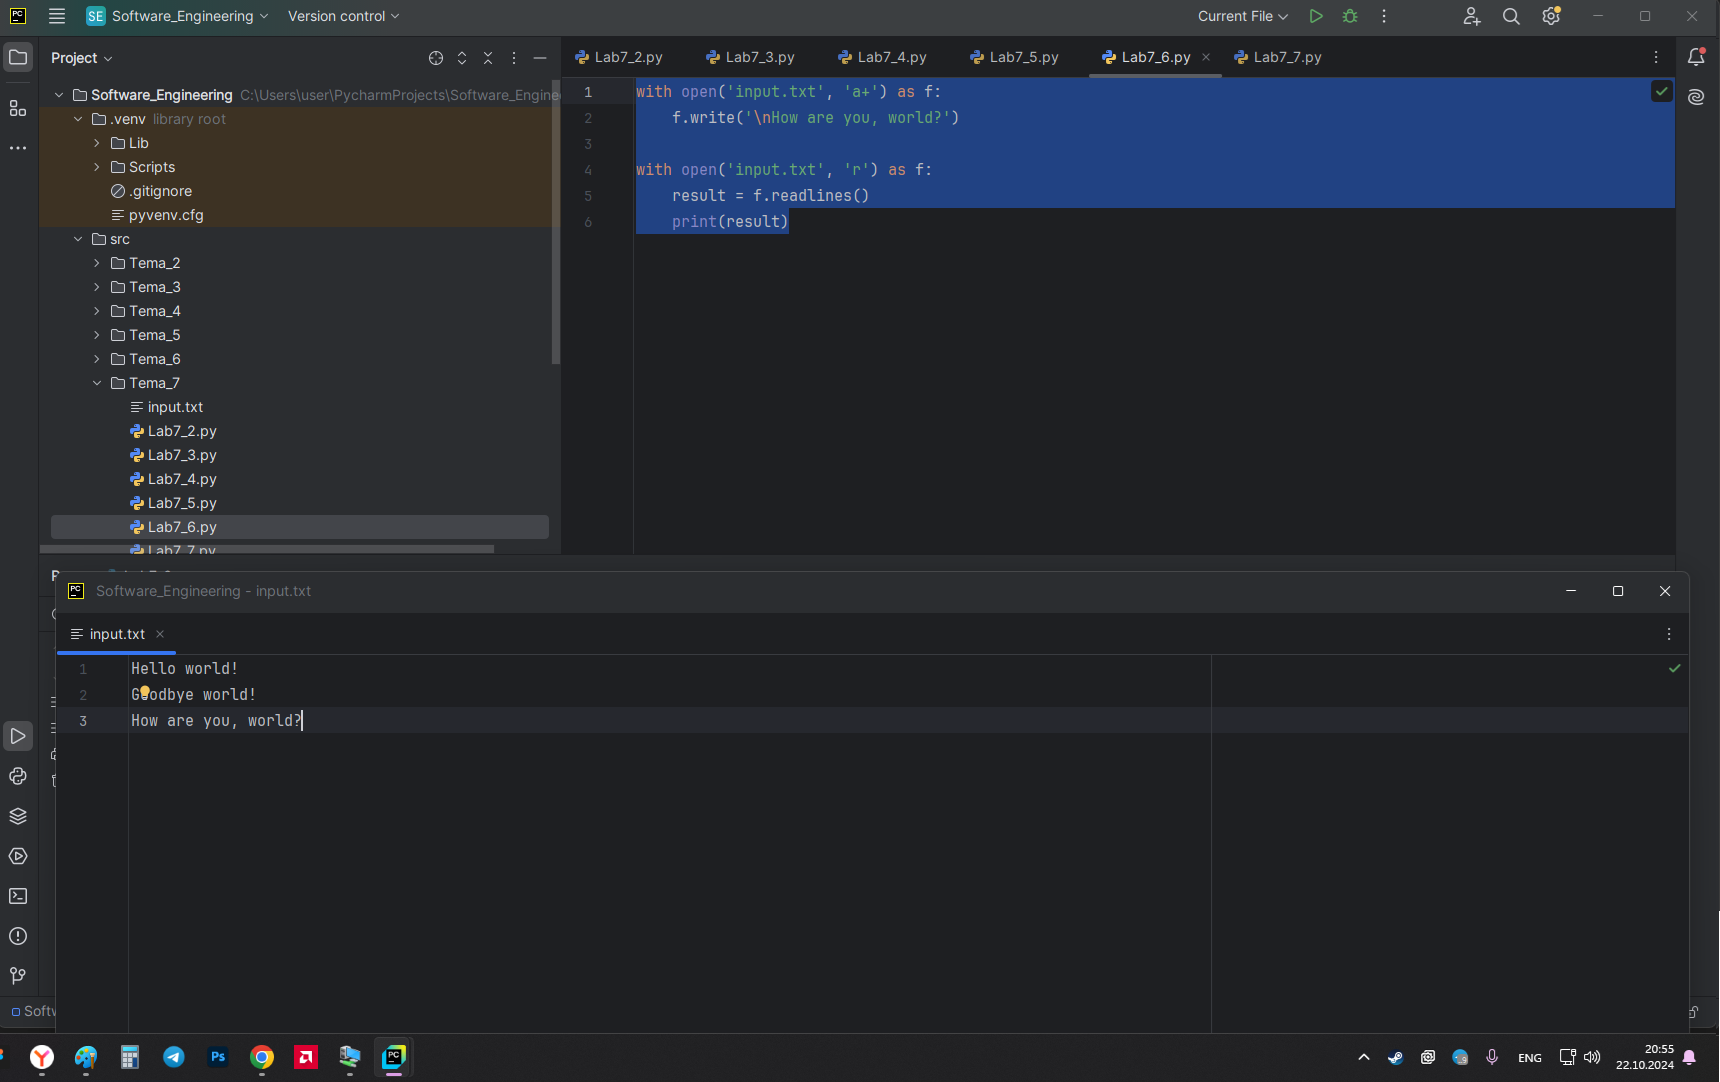 PC
SE Software_Engineering
Version control
Current File
Project
Lab7_2.py
Lab7_3.py
Lab7_4.py
Lab7_5.py
Lab7_6.py
Lab7_7.py
Software_Engineering C:\Users\user\PycharmProjects\Software_Engine
.venv library root
Lib
Scripts
.gitignore
pyvenv.cfg
src
Tema_2
Tema_3
Tema_4
Tema_5
Tema_6
Tema_7
input.txt
Lab7_2.py
Lab7_3.py
Lab7_4.py
Lab7_5.py
Lab7_6.py
Lab7_7.py
1 with open('input.txt', 'a+') as f:
2 f.write('\nHow are you, world?')
3
4 with open('input.txt', 'r') as f:
5 result = f.readlines()
6 print(result)
PC Software_Engineering - input.txt
input.txt
1 Hello world!
2 Goodbye world!
3 How are you, world?
Softw
Ps
PC
ENG
20:55
22.10.2024